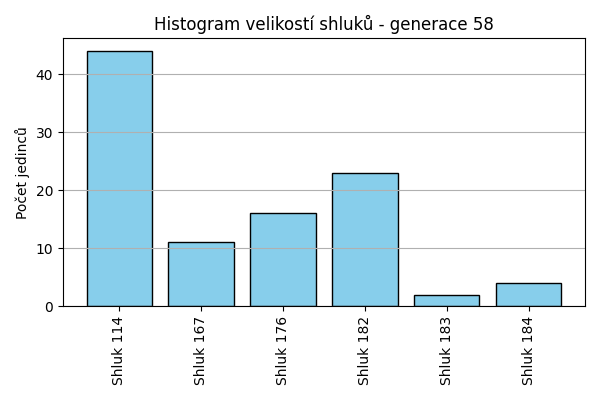 Histogram velikostí shluků - generace 58
Počet jedinců
40
30
20
10
0
Shluk 114
Shluk 167
Shluk 176
Shluk 182
Shluk 183
Shluk 184